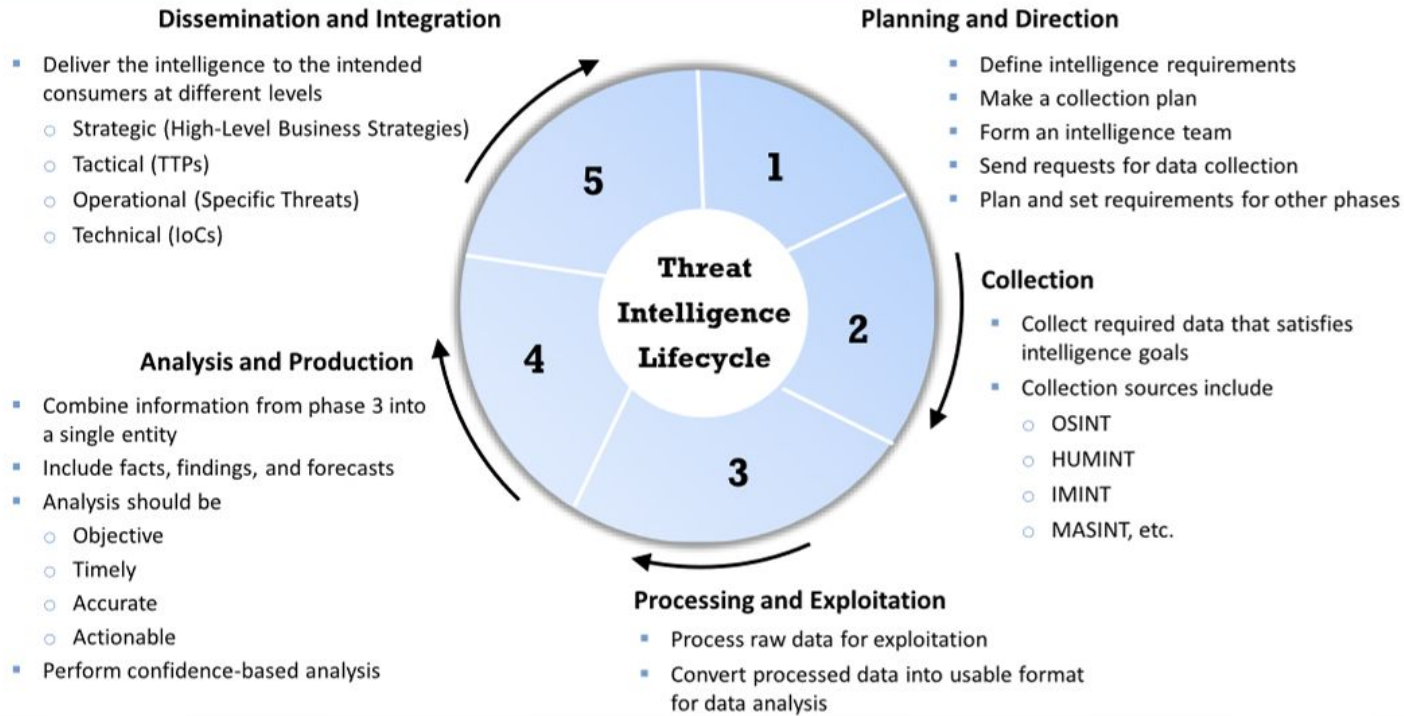 Dissemination and Integration
Deliver the intelligence to the intended
consumers at different levels
Strategic (High-Level Business Strategies)
Tactical (TTPs)
Operational (Specific Threats)
Technical (IoCs)
Planning and Direction
Define intelligence requirements
Make a collection plan
Form an intelligence team
Send requests for data collection
Plan and set requirements for other phases
5
1
Threat
Intelligence
Lifecycle
2
4
3
Collection
Collect required data that satisfies
intelligence goals
Collection sources include
OSINT
HUMINT
IMINT
MASINT, etc.
Analysis and Production
Combine information from phase 3 into
a single entity
Include facts, findings, and forecasts
Analysis should be
Objective
Timely
Accurate
Actionable
Perform confidence-based analysis
Processing and Exploitation
Process raw data for exploitation
Convert processed data into usable format
for data analysis